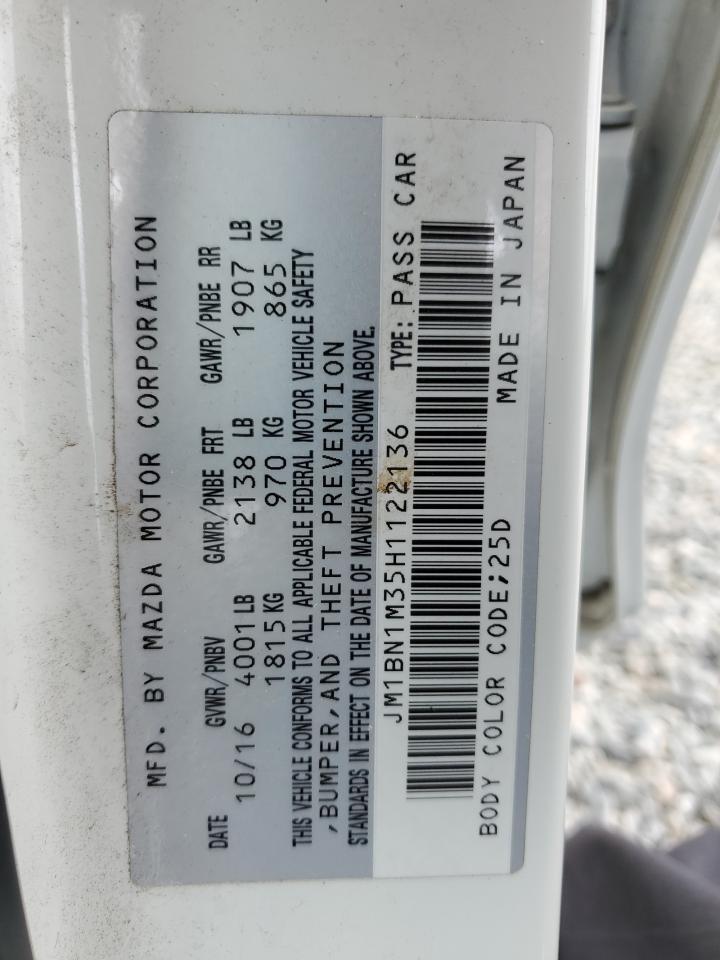 MFD. BY MAZDA MOTOR CORPORATION
DATE GVWR/PNBV GAWR/PNBE FRT GAWR/PNBE RR
10/16 4001 LB 2138 LB 1907 LB
1815 KG 970 KG 865 KG
THIS VEHICLE CONFORMS TO ALL APPLICABLE FEDERAL MOTOR VEHICLE SAFETY
,BUMPER,AND THEFT PREVENTION
STANDARDS IN EFFECT ON THE DATE OF MANUFACTURE SHOWN ABOVE.
JM1BN1M35H1122136 TYPE: PASS CAR
BODY COLOR CODE;25D MADE IN JAPAN